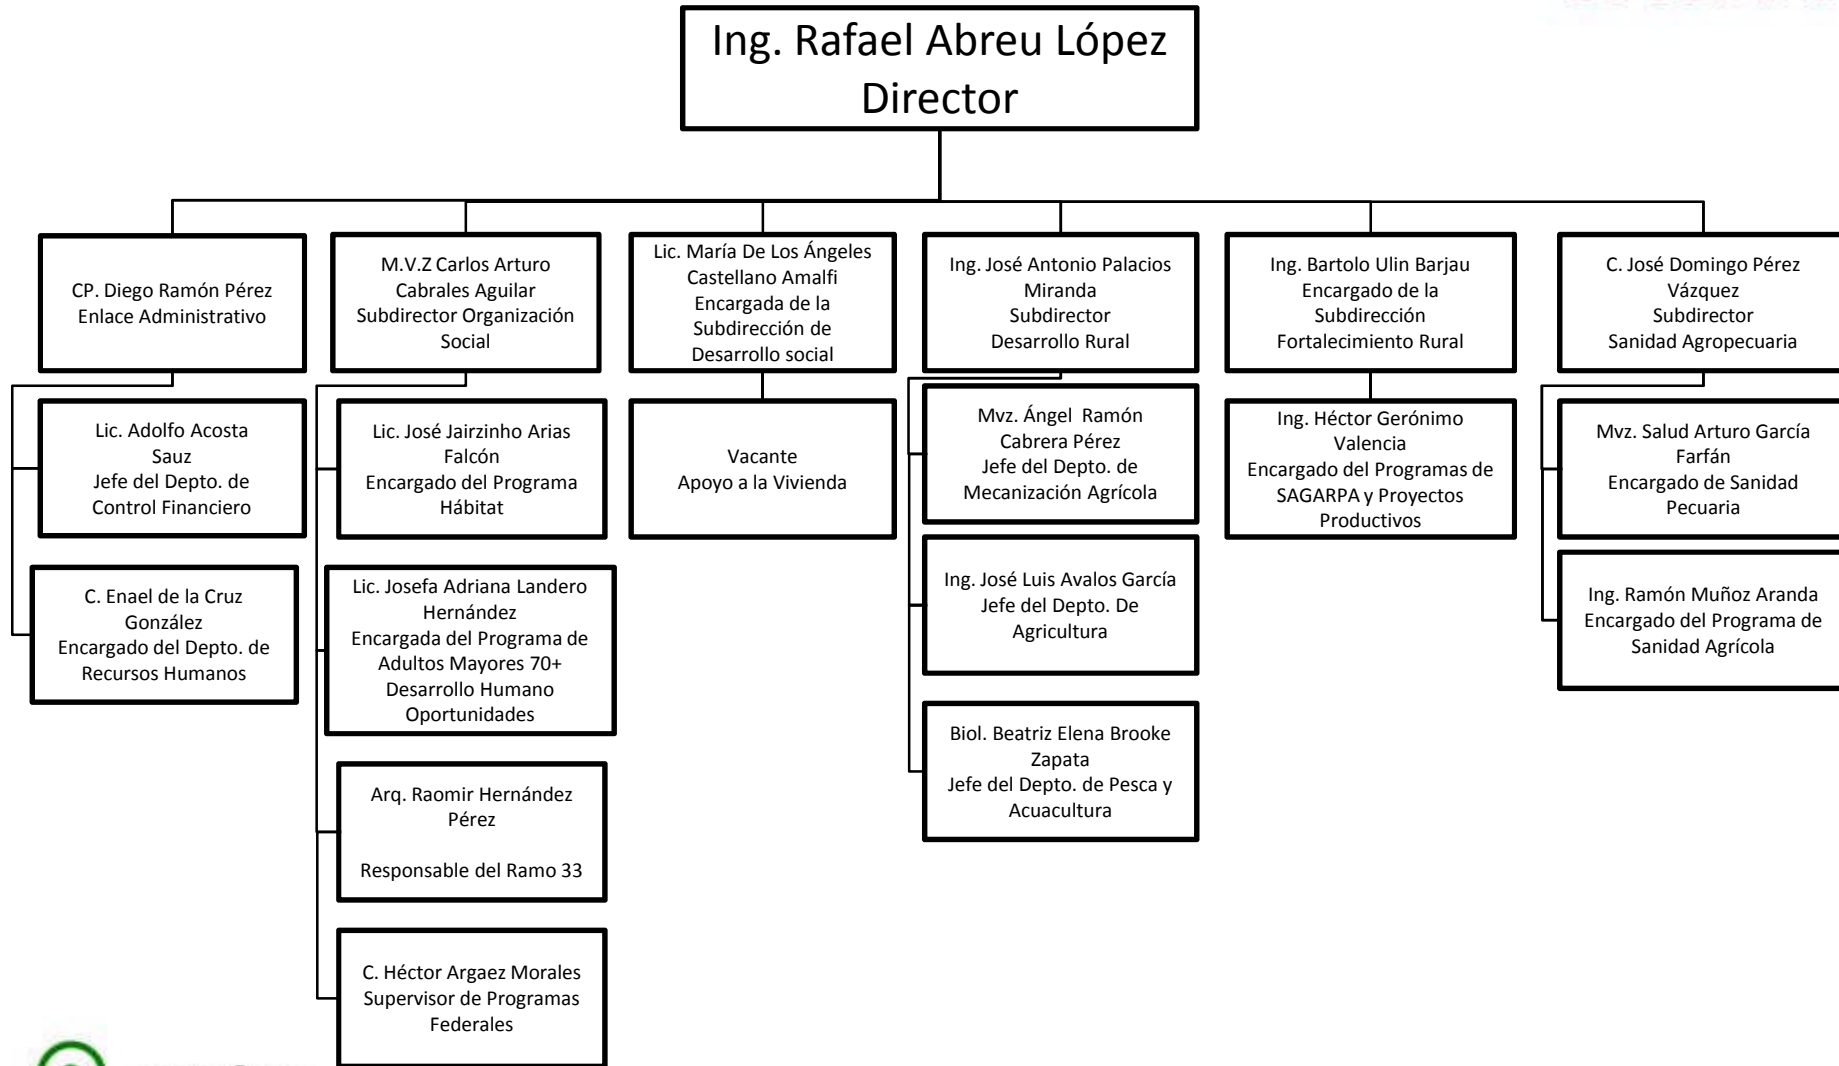 Ing. Rafael Abreu López
Director
CP. Diego Ramón Pérez
Enlace Administrativo
M.V.Z Carlos Arturo
Cabrales Aguilar
Subdirector Organización
Social
Lic. María De Los Ángeles
Castellano Amalfi
Encargada de la
Subdirección de
Desarrollo social
Ing. José Antonio Palacios
Miranda
Subdirector
Desarrollo Rural
Ing. Bartolo Ulin Barjau
Encargado de la
Subdirección
Fortalecimiento Rural
C. José Domingo Pérez
Vázquez
Subdirector
Sanidad Agropecuaria
Lic. Adolfo Acosta
Sauz
Jefe del Depto. de
Control Financiero
C. Enael de la Cruz
González
Encargado del Depto. de
Recursos Humanos
Lic. José Jairzinho Arias
Falcón
Encargado del Programa
Hábitat
Lic. Josefa Adriana Landero
Hernández
Encargada del Programa de
Adultos Mayores 70+
Desarrollo Humano
Oportunidades
Arq. Raomir Hernández
Pérez
Responsable del Ramo 33
C. Héctor Argaez Morales
Supervisor de Programas
Federales
Vacante
Apoyo a la Vivienda
Mvz. Ángel Ramón
Cabrera Pérez
Jefe del Depto. de
Mecanización Agrícola
Ing. José Luis Avalos García
Jefe del Depto. De
Agricultura
Biol. Beatriz Elena Brooke
Zapata
Jefe del Depto. de Pesca y
Acuacultura
Ing. Héctor Gerónimo
Valencia
Encargado del Programas de
SAGARPA y Proyectos
Productivos
Mvz. Salud Arturo García
Farfán
Encargado de Sanidad
Pecuaria
Ing. Ramón Muñoz Aranda
Encargado del Programa de
Sanidad Agrícola